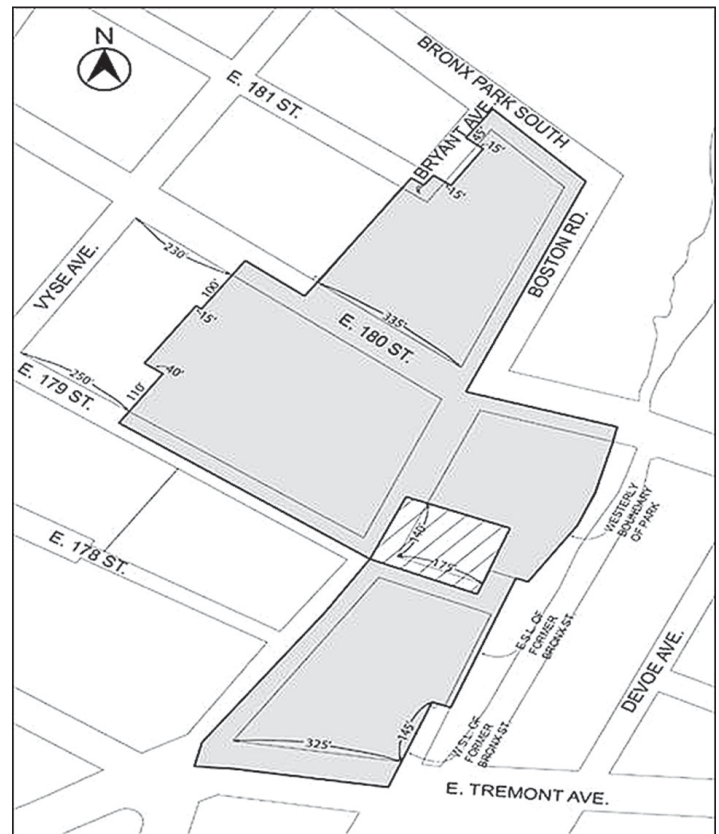 N
BRONX PARK SOUTH
E. 181 ST.
BRYANT AVE.
45'
15'
15'
VYSE AVE.
230'
BOSTON RD.
100'
15'
335'
E. 180 ST.
40'
250'
110'
E. 179 ST.
WESTERLY
BOUNDARY
OF PARK
140'
175'
E. 178 ST.
E.S.L. OF
FORMER
BRONX ST.
DEVOE AVE.
145'
W.S.L. OF
FORMER
BRONX ST.
325'
E. TREMONT AVE.